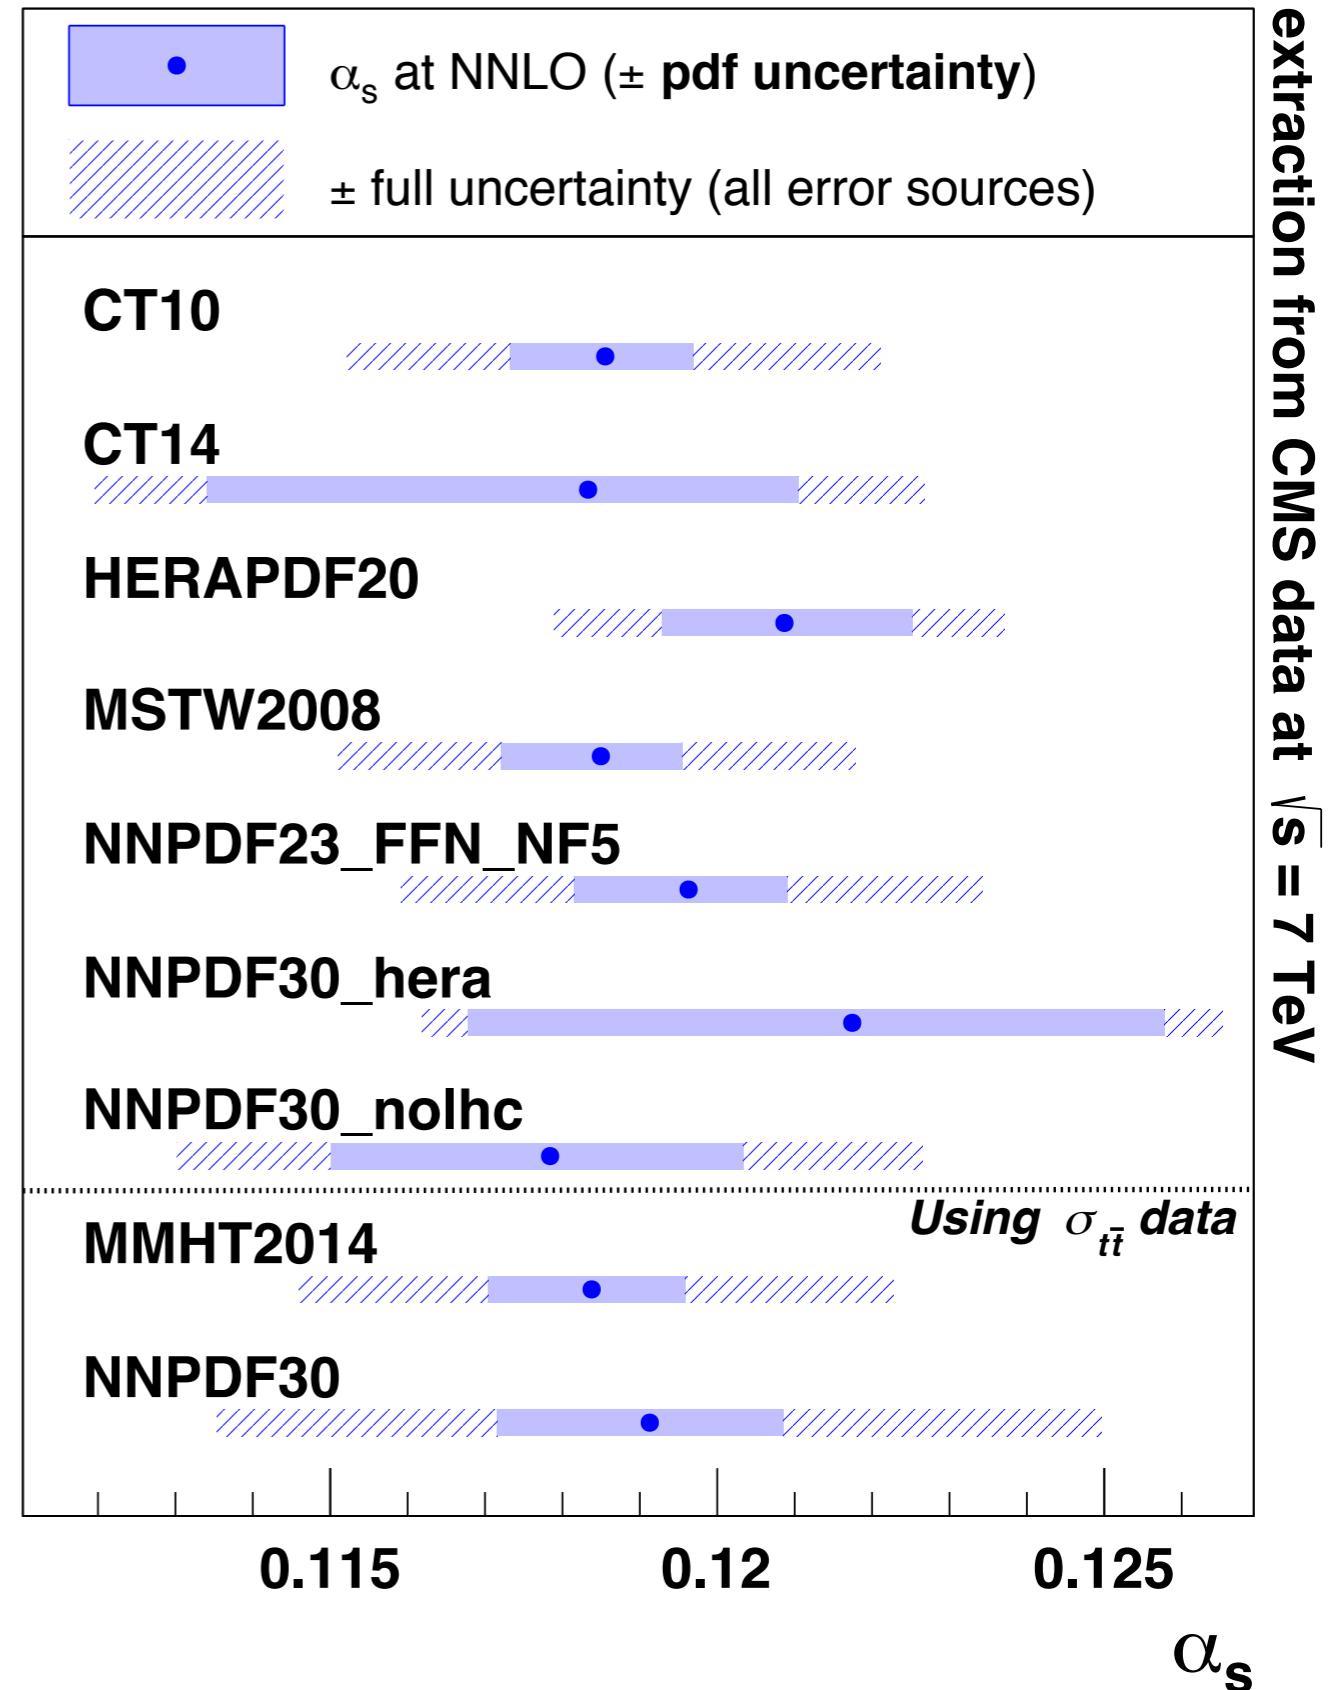 αs at NNLO (± pdf uncertainty)
± full uncertainty (all error sources)
CT10
CT14
HERAPDF20
MSTW2008
NNPDF23_FFN_NF5
NNPDF30_hera
NNPDF30_nolhc
Using σtt̄ data
MMHT2014
NNPDF30
0.115 0.12 0.125
αs
extraction from CMS data at √s = 7 TeV